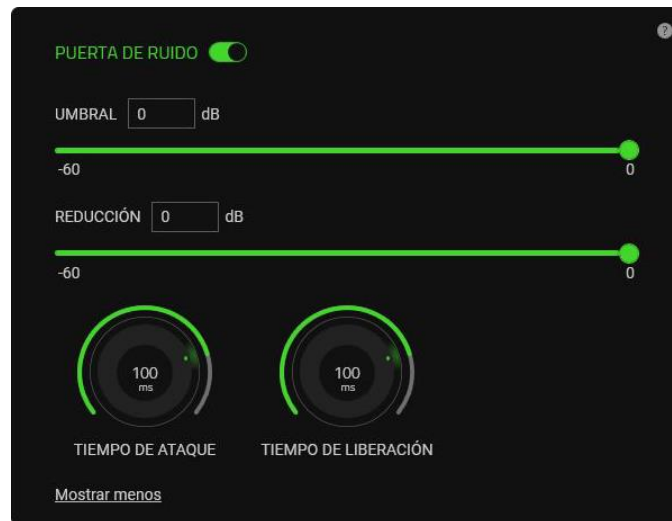 ?
PUERTA DE RUIDO
UMBRAL 0 dB
-60 0
REDUCCIÓN 0 dB
-60 0
100 100
ms ms
TIEMPO DE ATAQUE TIEMPO DE LIBERACIÓN
Mostrar menos